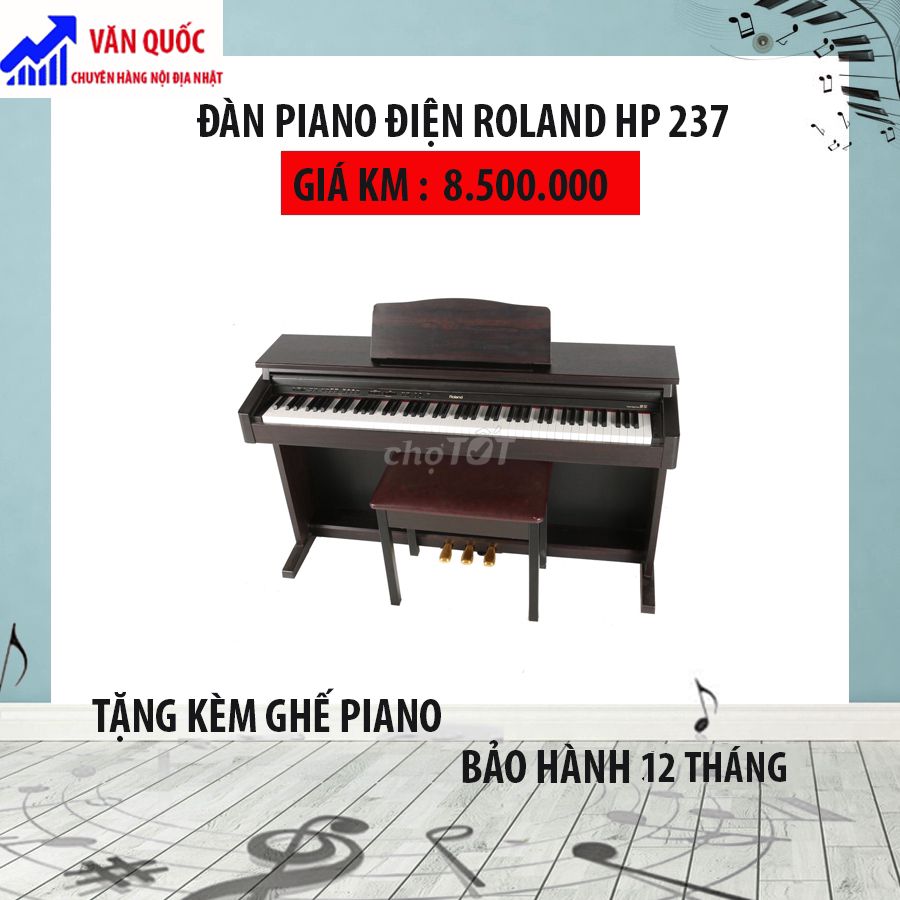 VĂN QUỐC
CHUYÊN HÀNG NỘI ĐỊA NHẬT
ĐÀN PIANO ĐIỆN ROLAND HP 237
GIÁ KM : 8.500.000
Roland
chợTỐT
TẶNG KÈM GHẾ PIANO
BẢO HÀNH 12 THÁNG